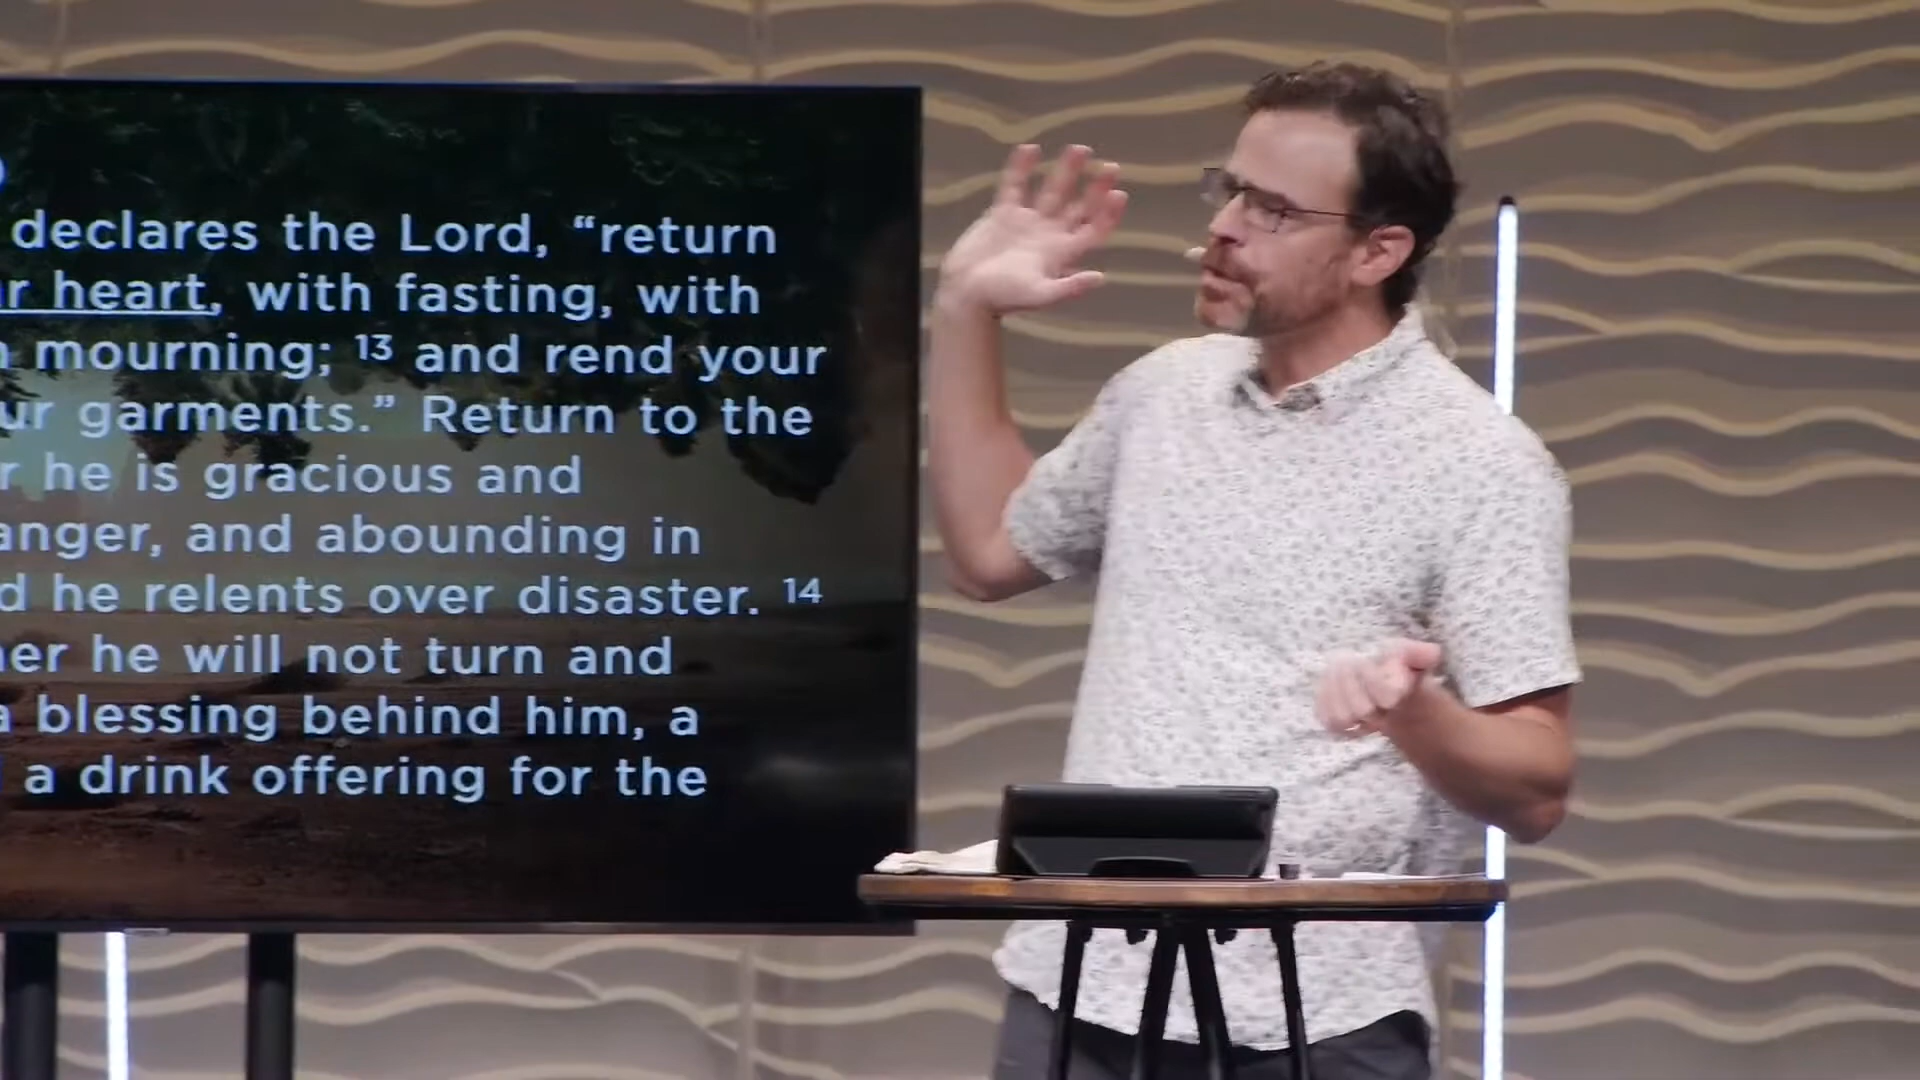 declares the Lord, “return
heart, with fasting, with
mourning; 13 and rend your
garments.” Return to the
he is gracious and
anger, and abounding in
he relents over disaster. 14
he will not turn and
a blessing behind him, a
a drink offering for the